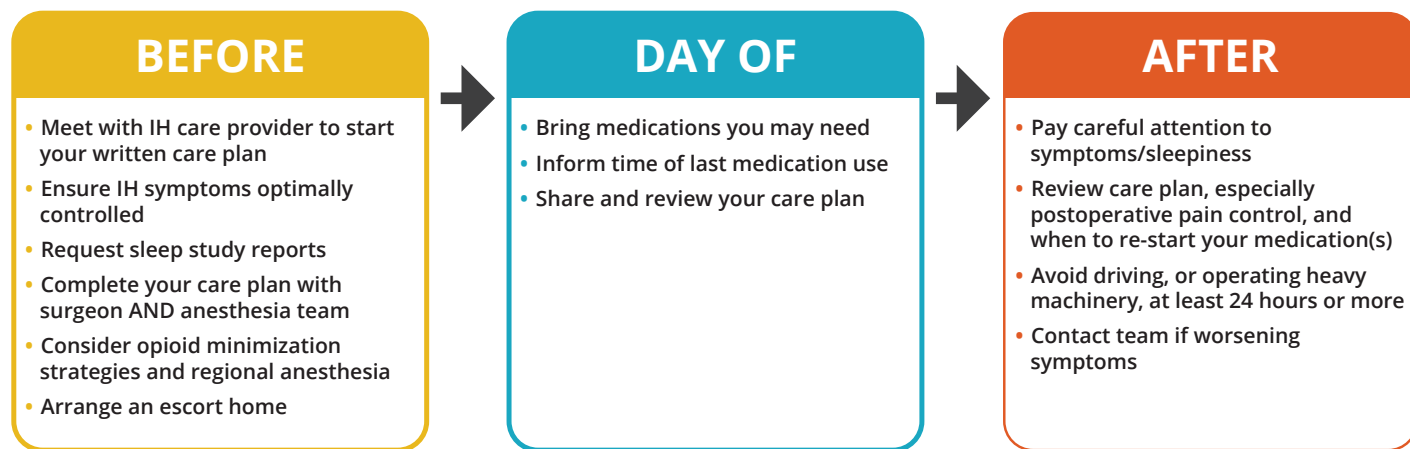 BEFORE
• Meet with IH care provider to start
your written care plan
• Ensure IH symptoms optimally
controlled
• Request sleep study reports
• Complete your care plan with
surgeon AND anesthesia team
• Consider opioid minimization
strategies and regional anesthesia
• Arrange an escort home
DAY OF
• Bring medications you may need
• Inform time of last medication use
• Share and review your care plan
AFTER
• Pay careful attention to
symptoms/sleepiness
• Review care plan, especially
postoperative pain control, and
when to re-start your medication(s)
• Avoid driving, or operating heavy
machinery, at least 24 hours or more
• Contact team if worsening
symptoms